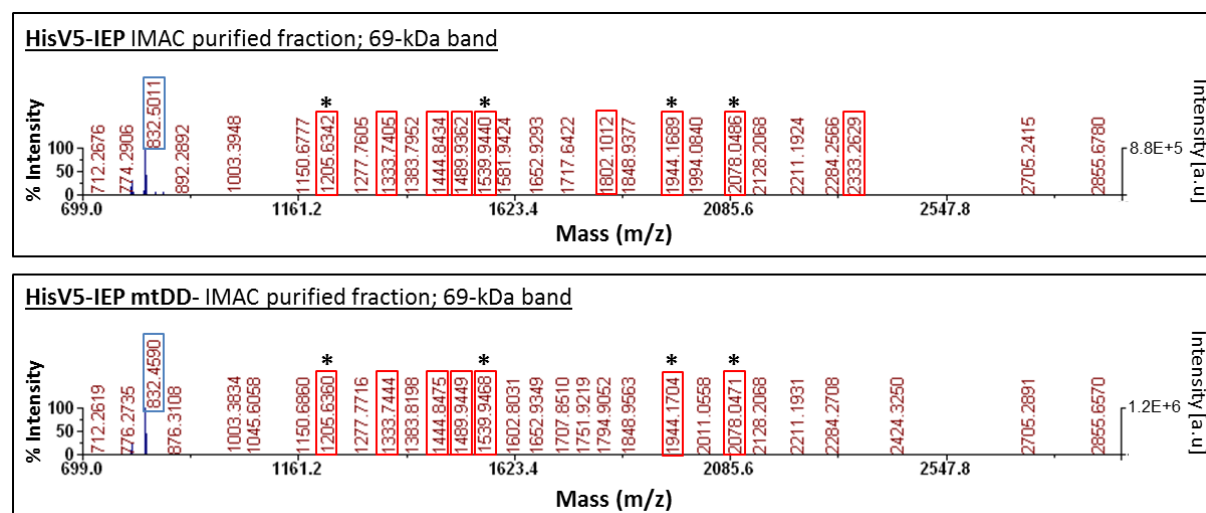 HisV5-IEP IMAC purified fraction; 69-kDa band
* * * *
712.2676 774.2906 832.5011 892.2892 1003.3948 1150.6777 1205.6342 1277.7605 1333.7405 1383.7952 1444.8434 1489.9362 1539.9440 1581.9424 1652.9293 1717.6422 1802.1012 1848.9377 1944.1689 1994.0840 2078.0486 2128.2068 2211.1924 2284.2566 2333.2629 2705.2415 2855.6780
% Intensity
100
50
0
8.8E+5
Intensity [a.u]
699.0 1161.2 1623.4 2085.6 2547.8
Mass (m/z)
HisV5-IEP mtDD- IMAC purified fraction; 69-kDa band
* * * *
712.2619 776.2735 832.4590 876.3108 1003.3834 1045.6058 1150.6860 1205.6360 1277.7716 1333.7444 1383.8198 1444.8475 1489.9449 1539.9468 1602.8031 1652.9349 1707.8510 1751.9219 1794.9052 1848.9563 1944.1704 2011.0558 2078.0471 2128.2068 2211.1931 2284.2708 2424.3250 2705.2891 2855.6570
% Intensity
100
50
0
1.2E+6
Intensity [a.u]
699.0 1161.2 1623.4 2085.6 2547.8
Mass (m/z)